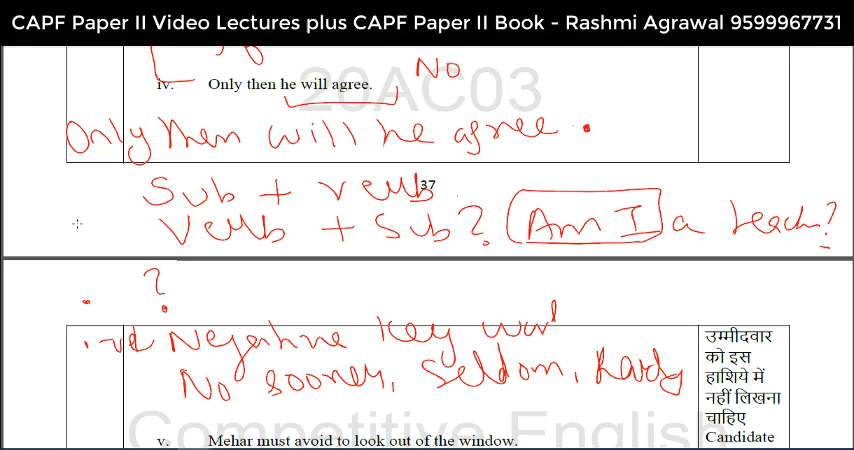 CAPF Paper II Video Lectures plus CAPF Paper II Book - Rashmi Agrawal 9599967731
NO
20AC03
iv. Only then he will agree.
Only then will he agree.
37
Sub + verb
Verb + Sub? Am I a teach?
?
Negative Key word
No sooner, Seldom, Hardly
उम्मीदवार
को इस
हाशिये में
नहीं लिखना
चाहिए
Candidate
Competitive English
v. Mehar must avoid to look out of the window.